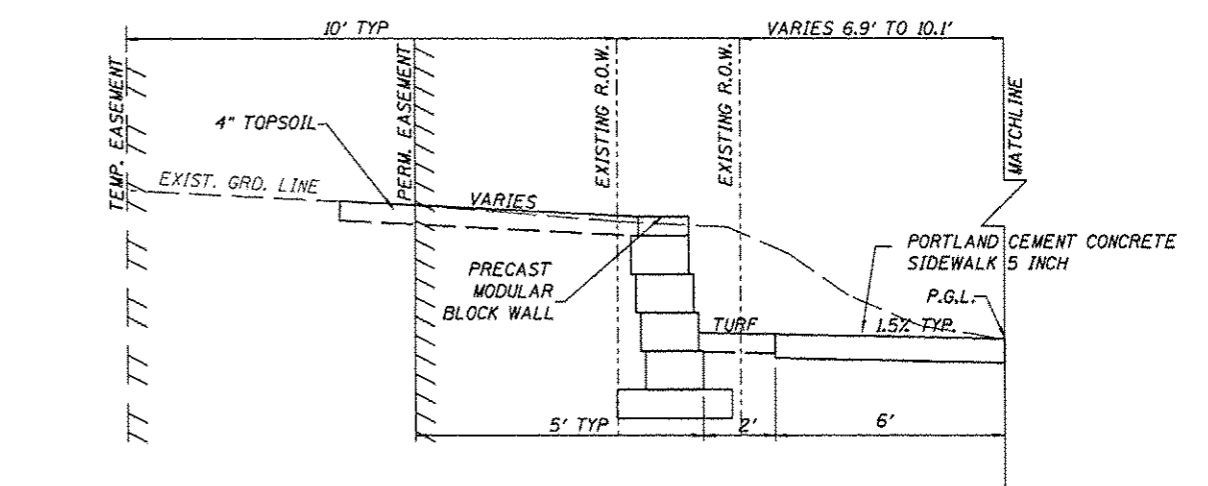 10' TYP
VARIES 6.9' TO 10.1'
TEMP. EASEMENT
PERM. EASEMENT
EXISTING R.O.W.
EXISTING R.O.W.
MATCHLINE
4" TOPSOIL
EXIST. GRD. LINE
VARIES
PRECAST
MODULAR
BLOCK WALL
PORTLAND CEMENT CONCRETE
SIDEWALK 5 INCH
P.G.L.
TURF
1.5% TYP.
5' TYP
2'
6'